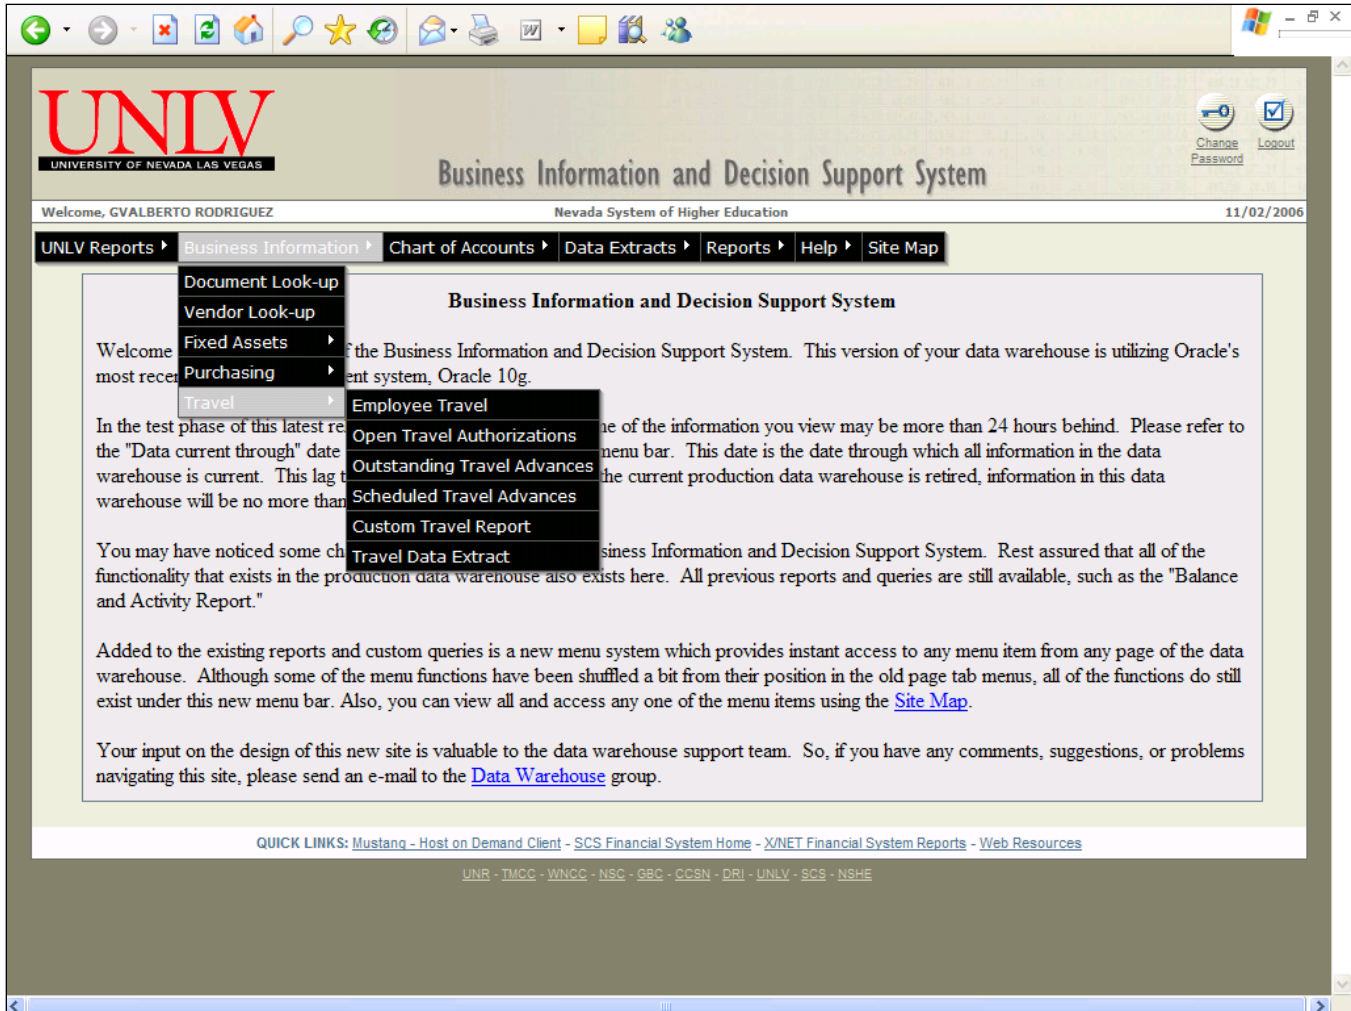 UNLV
UNIVERSITY OF NEVADA LAS VEGAS
Business Information and Decision Support System
Change Password
Logout
Welcome, GVALBERTO RODRIGUEZ Nevada System of Higher Education 11/02/2006
UNLV Reports Business Information Chart of Accounts Data Extracts Reports Help Site Map
Document Look-up
Vendor Look-up
Fixed Assets
Purchasing
Travel
Employee Travel
Open Travel Authorizations
Outstanding Travel Advances
Scheduled Travel Advances
Custom Travel Report
Travel Data Extract
Business Information and Decision Support System
Welcome f the Business Information and Decision Support System. This version of your data warehouse is utilizing Oracle's
most recen ent system, Oracle 10g.
In the test phase of this latest re ne of the information you view may be more than 24 hours behind. Please refer to
the "Data current through" date menu bar. This date is the date through which all information in the data
warehouse is current. This lag t the current production data warehouse is retired, information in this data
warehouse will be no more than
You may have noticed some ch siness Information and Decision Support System. Rest assured that all of the
functionality that exists in the production data warehouse also exists here. All previous reports and queries are still available, such as the "Balance
and Activity Report."
Added to the existing reports and custom queries is a new menu system which provides instant access to any menu item from any page of the data
warehouse. Although some of the menu functions have been shuffled a bit from their position in the old page tab menus, all of the functions do still
exist under this new menu bar. Also, you can view all and access any one of the menu items using the Site Map.
Your input on the design of this new site is valuable to the data warehouse support team. So, if you have any comments, suggestions, or problems
navigating this site, please send an e-mail to the Data Warehouse group.
QUICK LINKS: Mustang - Host on Demand Client - SCS Financial System Home - X/NET Financial System Reports - Web Resources
UNR - TMCC - WNCC - NSC - GBC - CCSN - DRI - UNLV - SCS - NSHE